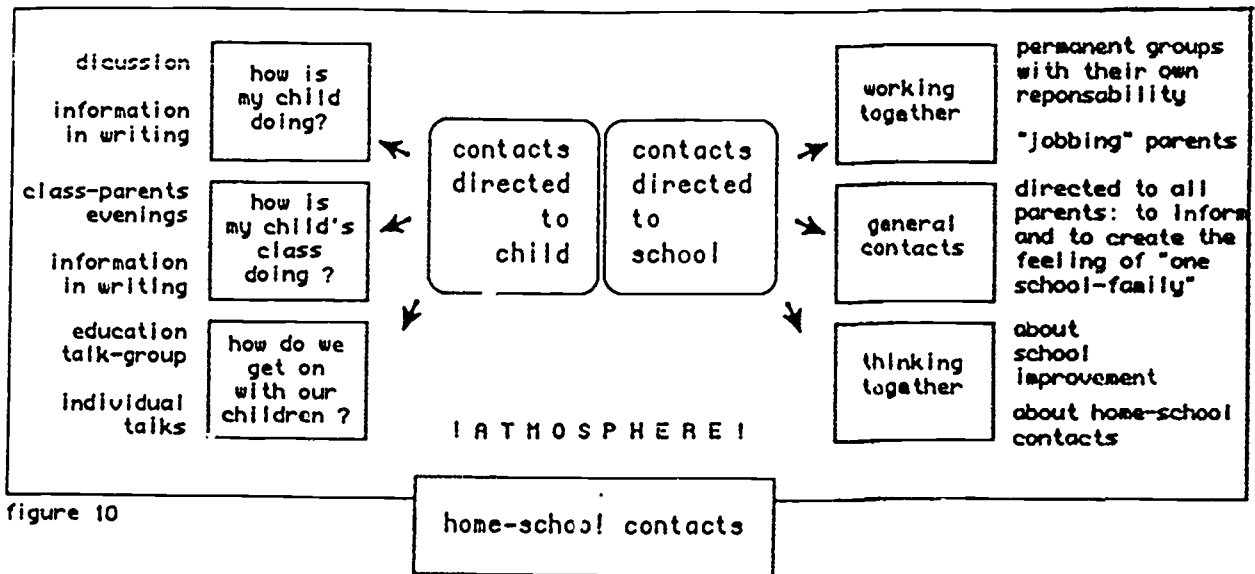 dicussion
information
in writing
how is
my child
doing?
class-parents
evenings
information
in writing
how is
my child's
class
doing ?
education
talk-group
individual
talks
how do we
get on
with our
children ?
contacts
directed
to
child
contacts
directed
to
school
working
together
permanent groups
with their own
reponsability
"jobbing" parents
general
contacts
directed to all
parents: to inform
and to create the
feeling of "one
school-family"
thinking
together
about
school
improvement
about home-school
contacts
!ATMOSPHERE!
figure 10
home-school contacts